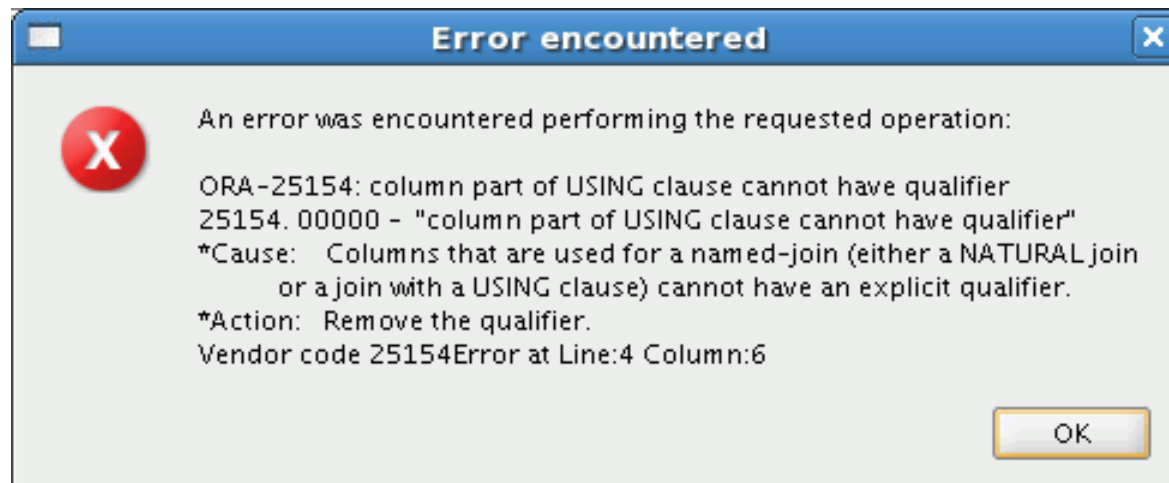 Error encountered
An error was encountered performing the requested operation:
ORA-25154: column part of USING clause cannot have qualifier
25154. 00000 - "column part of USING clause cannot have qualifier"
*Cause: Columns that are used for a named-join (either a NATURAL join
or a join with a USING clause) cannot have an explicit qualifier.
*Action: Remove the qualifier.
Vendor code 25154Error at Line:4 Column:6
OK